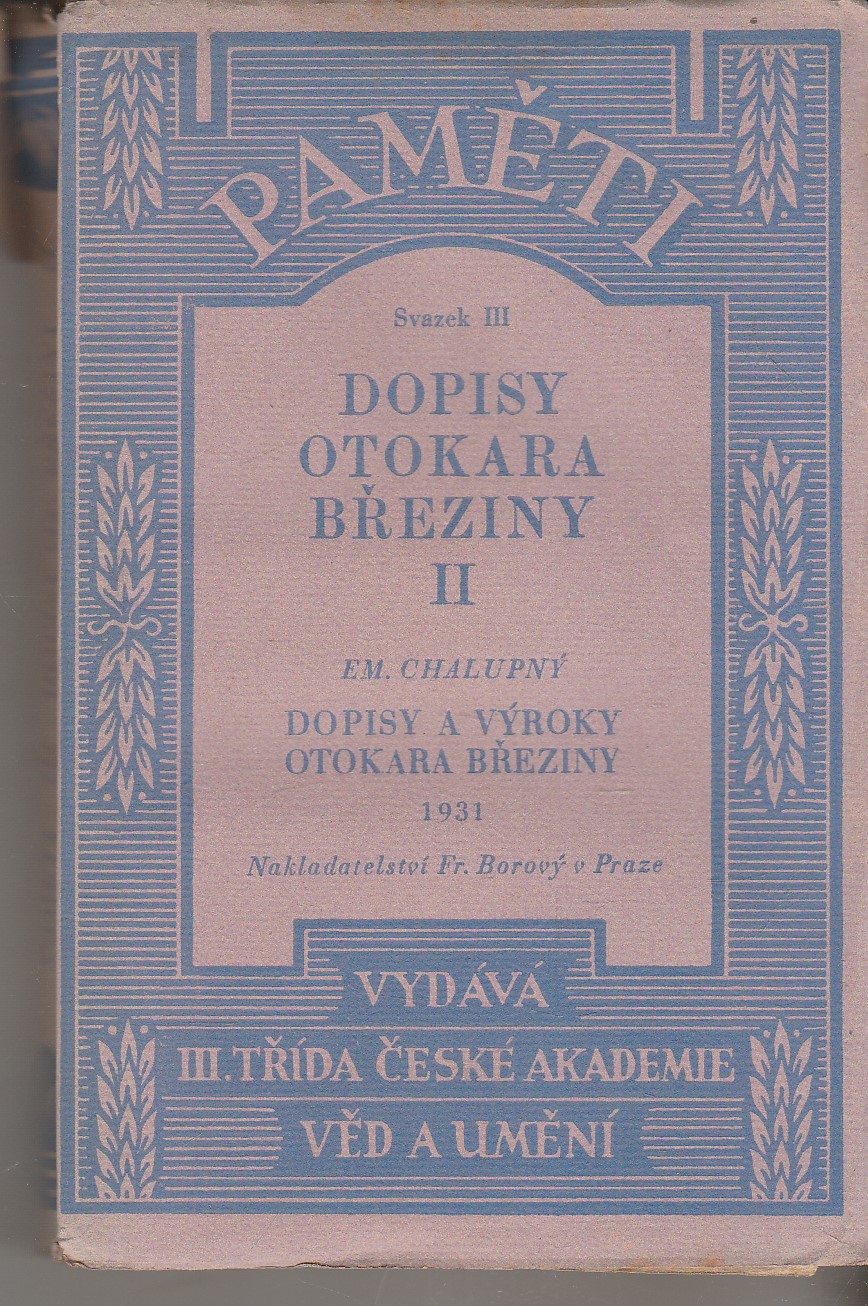 PAMĚTI
Svazek III
DOPISY
OTOKARA
BŘEZINY
II
EM. CHALUPNÝ
DOPISY A VÝROKY
OTOKARA BŘEZINY
1931
Nakladatelství Fr. Borový v Praze
VYDÁVÁ
III. TŘÍDA ČESKÉ AKADEMIE
VĚD A UMĚNÍ